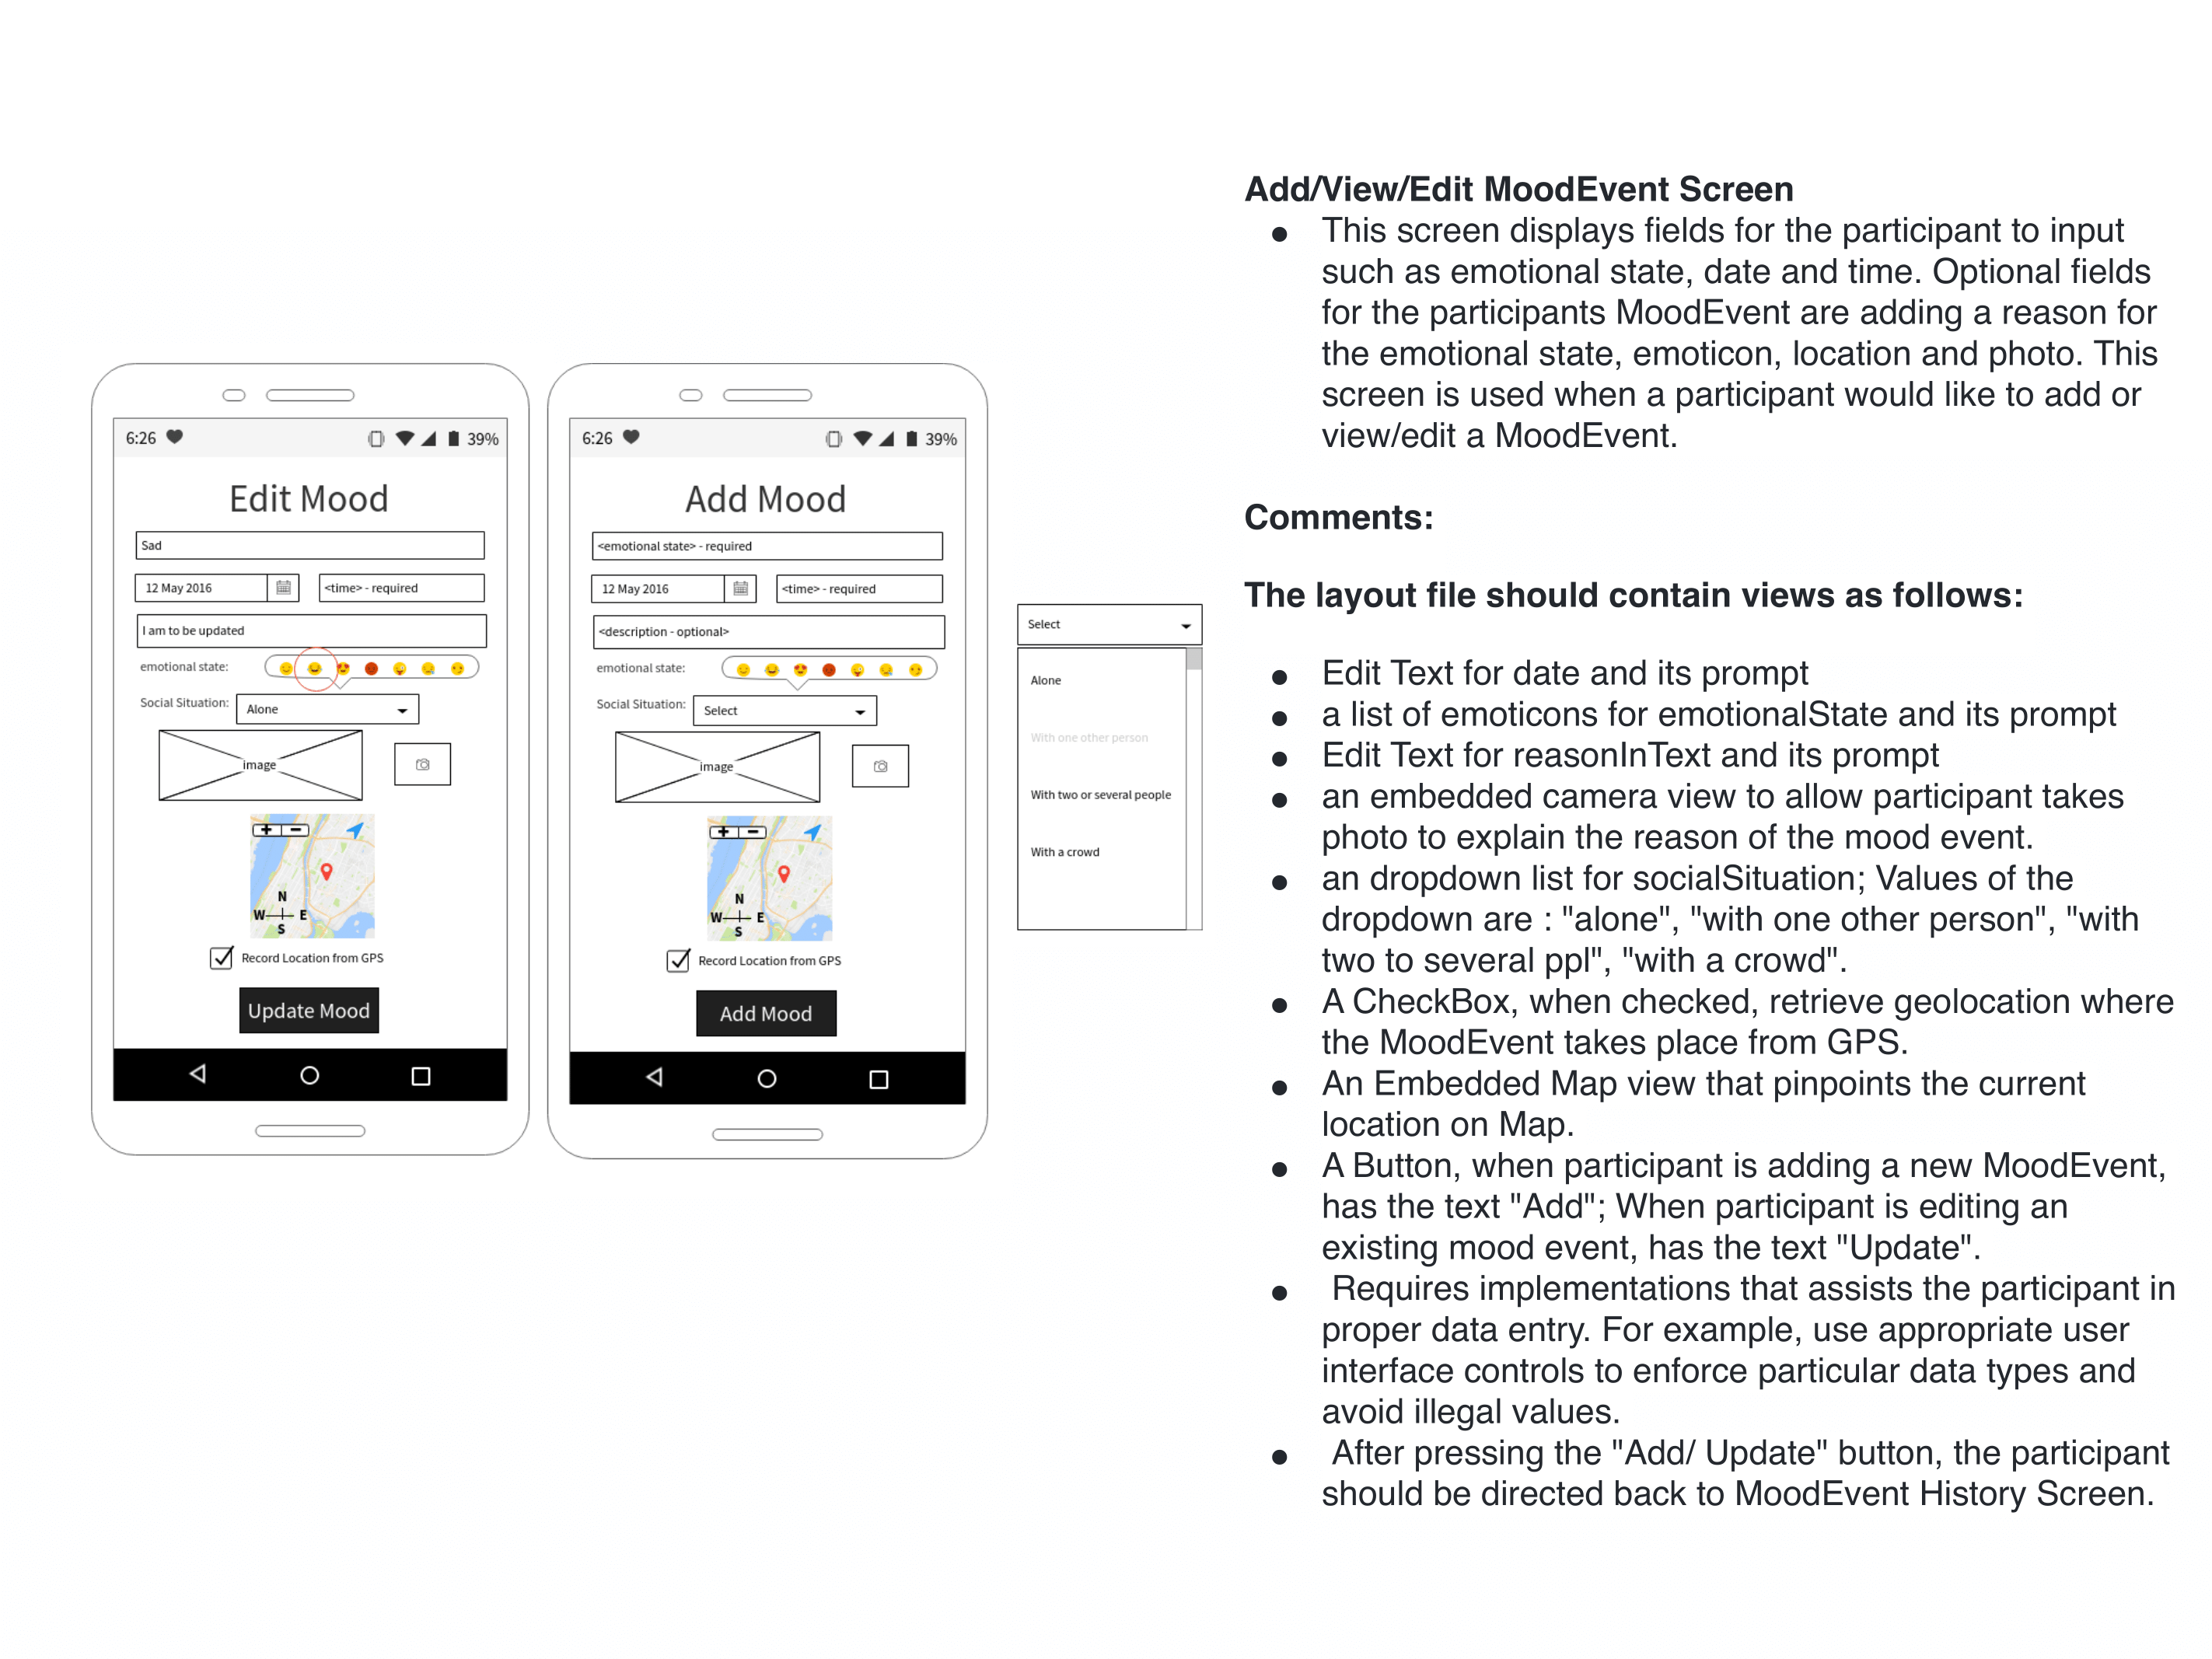 6:26 39%
Edit Mood
Sad
12 May 2016 <time> - required
I am to be updated
emotional state:
Social Situation: Alone
image
+ −
N
W E
S
Record Location from GPS
Update Mood
6:26 39%
Add Mood
<emotional state> - required
12 May 2016 <time> - required
<description - optional>
emotional state:
Social Situation: Select
image
+ −
N
W E
S
Record Location from GPS
Add Mood
Select
Alone
With one other person
With two or several people
With a crowd
Add/View/Edit MoodEvent Screen
● This screen displays fields for the participant to input
such as emotional state, date and time. Optional fields
for the participants MoodEvent are adding a reason for
the emotional state, emoticon, location and photo. This
screen is used when a participant would like to add or
view/edit a MoodEvent.
Comments:
The layout file should contain views as follows:
● Edit Text for date and its prompt
● a list of emoticons for emotionalState and its prompt
● Edit Text for reasonInText and its prompt
● an embedded camera view to allow participant takes
photo to explain the reason of the mood event.
● an dropdown list for socialSituation; Values of the
dropdown are : "alone", "with one other person", "with
two to several ppl", "with a crowd".
● A CheckBox, when checked, retrieve geolocation where
the MoodEvent takes place from GPS.
● An Embedded Map view that pinpoints the current
location on Map.
● A Button, when participant is adding a new MoodEvent,
has the text "Add"; When participant is editing an
existing mood event, has the text "Update".
● Requires implementations that assists the participant in
proper data entry. For example, use appropriate user
interface controls to enforce particular data types and
avoid illegal values.
● After pressing the "Add/ Update" button, the participant
should be directed back to MoodEvent History Screen.